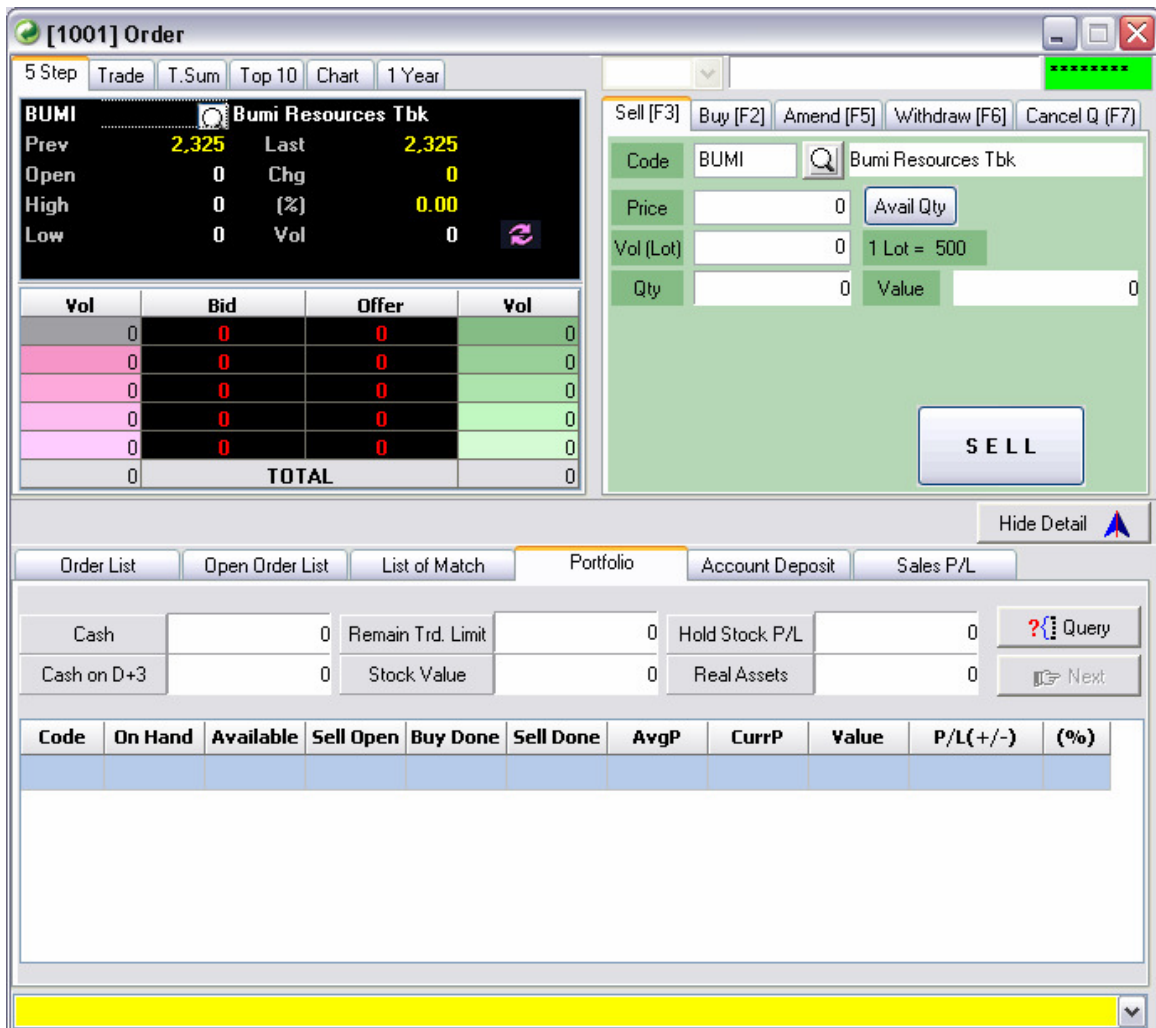 [1001] Order
5 Step Trade T.Sum Top 10 Chart 1 Year
********
BUMI Bumi Resources Tbk
Prev 2,325 Last 2,325
Open 0 Chg 0
High 0 (%) 0.00
Low 0 Vol 0
Vol Bid Offer Vol
0 0 0 0
0 0 0 0
0 0 0 0
0 0 0 0
0 0 0 0
0 TOTAL 0
Sell [F3] Buy [F2] Amend [F5] Withdraw [F6] Cancel Q (F7)
Code BUMI Bumi Resources Tbk
Price 0 Avail Qty
Vol (Lot) 0 1 Lot = 500
Qty 0 Value 0
SELL
Hide Detail
Order List Open Order List List of Match Portfolio Account Deposit Sales P/L
Cash 0 Remain Trd. Limit 0 Hold Stock P/L 0 ?{ Query
Cash on D+3 0 Stock Value 0 Real Assets 0 Next
Code On Hand Available Sell Open Buy Done Sell Done AvgP CurrP Value P/L(+/-) (%)